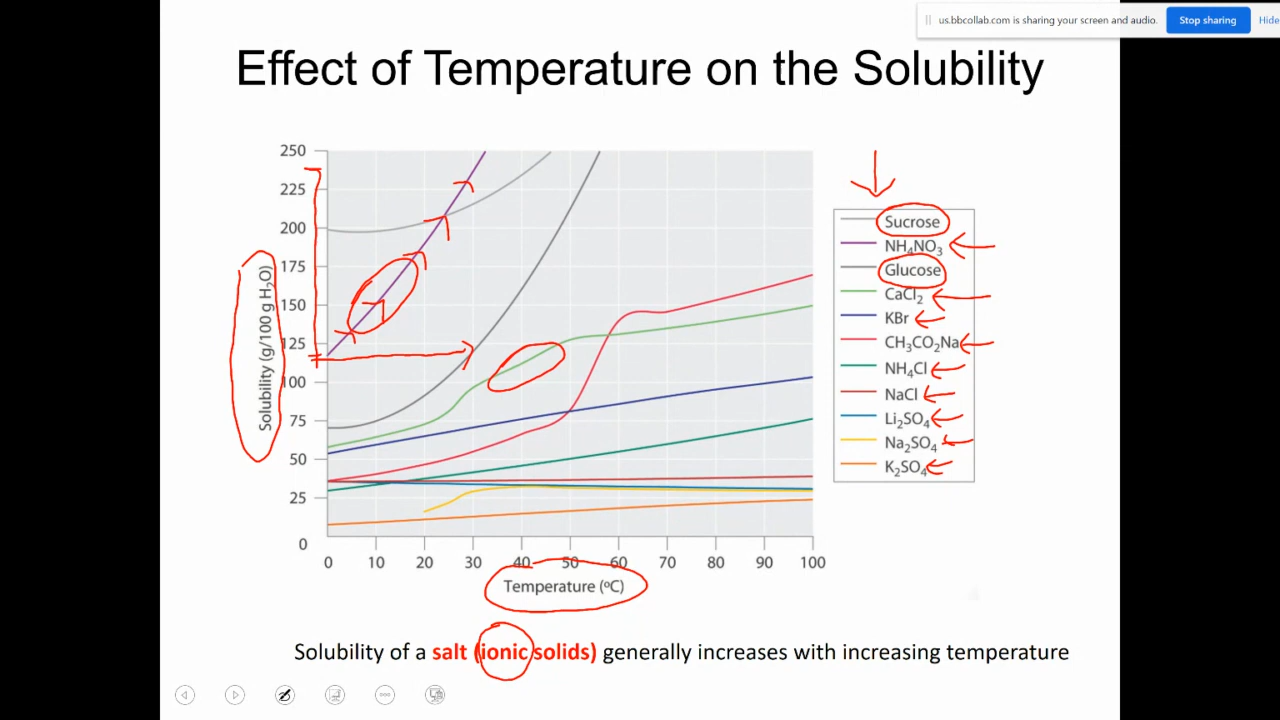 us.bbcollab.com is sharing your screen and audio. Stop sharing Hide
Effect of Temperature on the Solubility
250
225
200
175
150
125
100
75
50
25
0
Solubility (g/100 g H₂O)
0 10 20 30 40 50 60 70 80 90 100
Temperature (ºC)
Sucrose
NH₄NO₃
Glucose
CaCl₂
KBr
CH₃CO₂Na
NH₄Cl
NaCl
Li₂SO₄
Na₂SO₄
K₂SO₄
Solubility of a salt (ionic solids) generally increases with increasing temperature